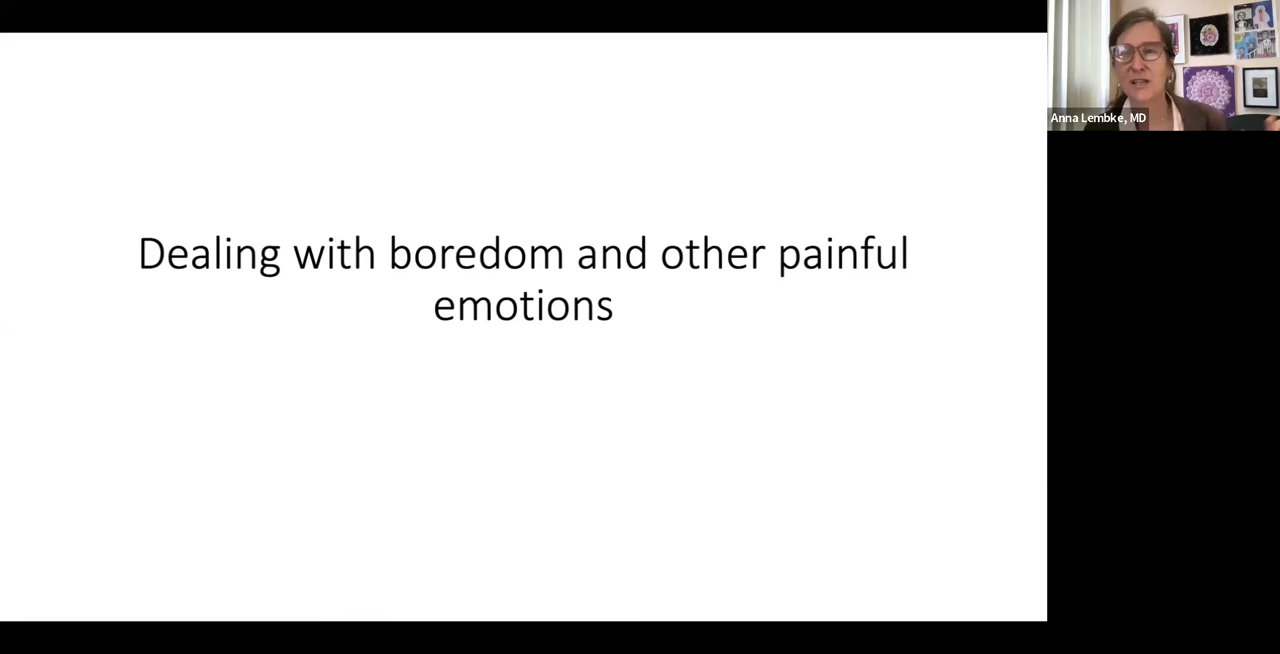 Dealing with boredom and other painful
emotions
Anna Lembke, MD